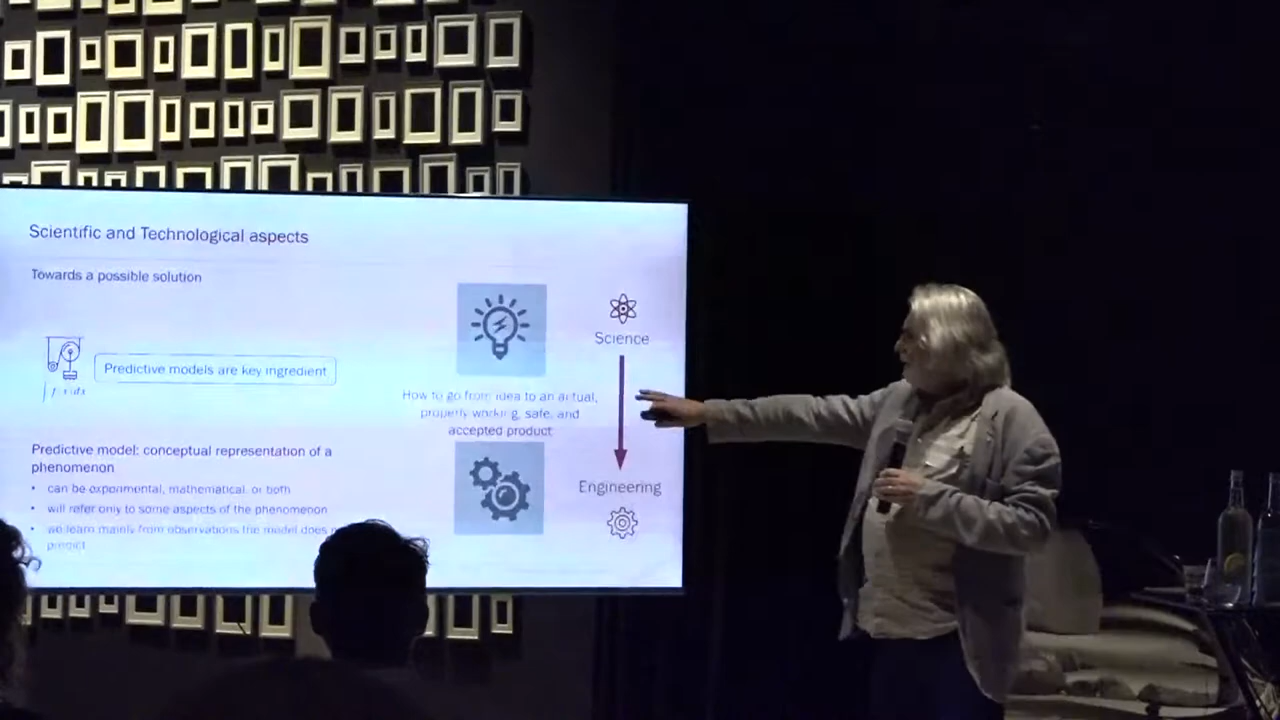 Scientific and Technological aspects
Towards a possible solution
Science
Predictive models are key ingredient
How to go from idea to an actual,
properly working, safe, and
accepted product
Predictive model: conceptual representation of a
phenomenon
• can be exporimental, mathematical, or both
• will refer only to some aspects of the phenomenon
• we learn mainly from observations the model does
predict
Engineering